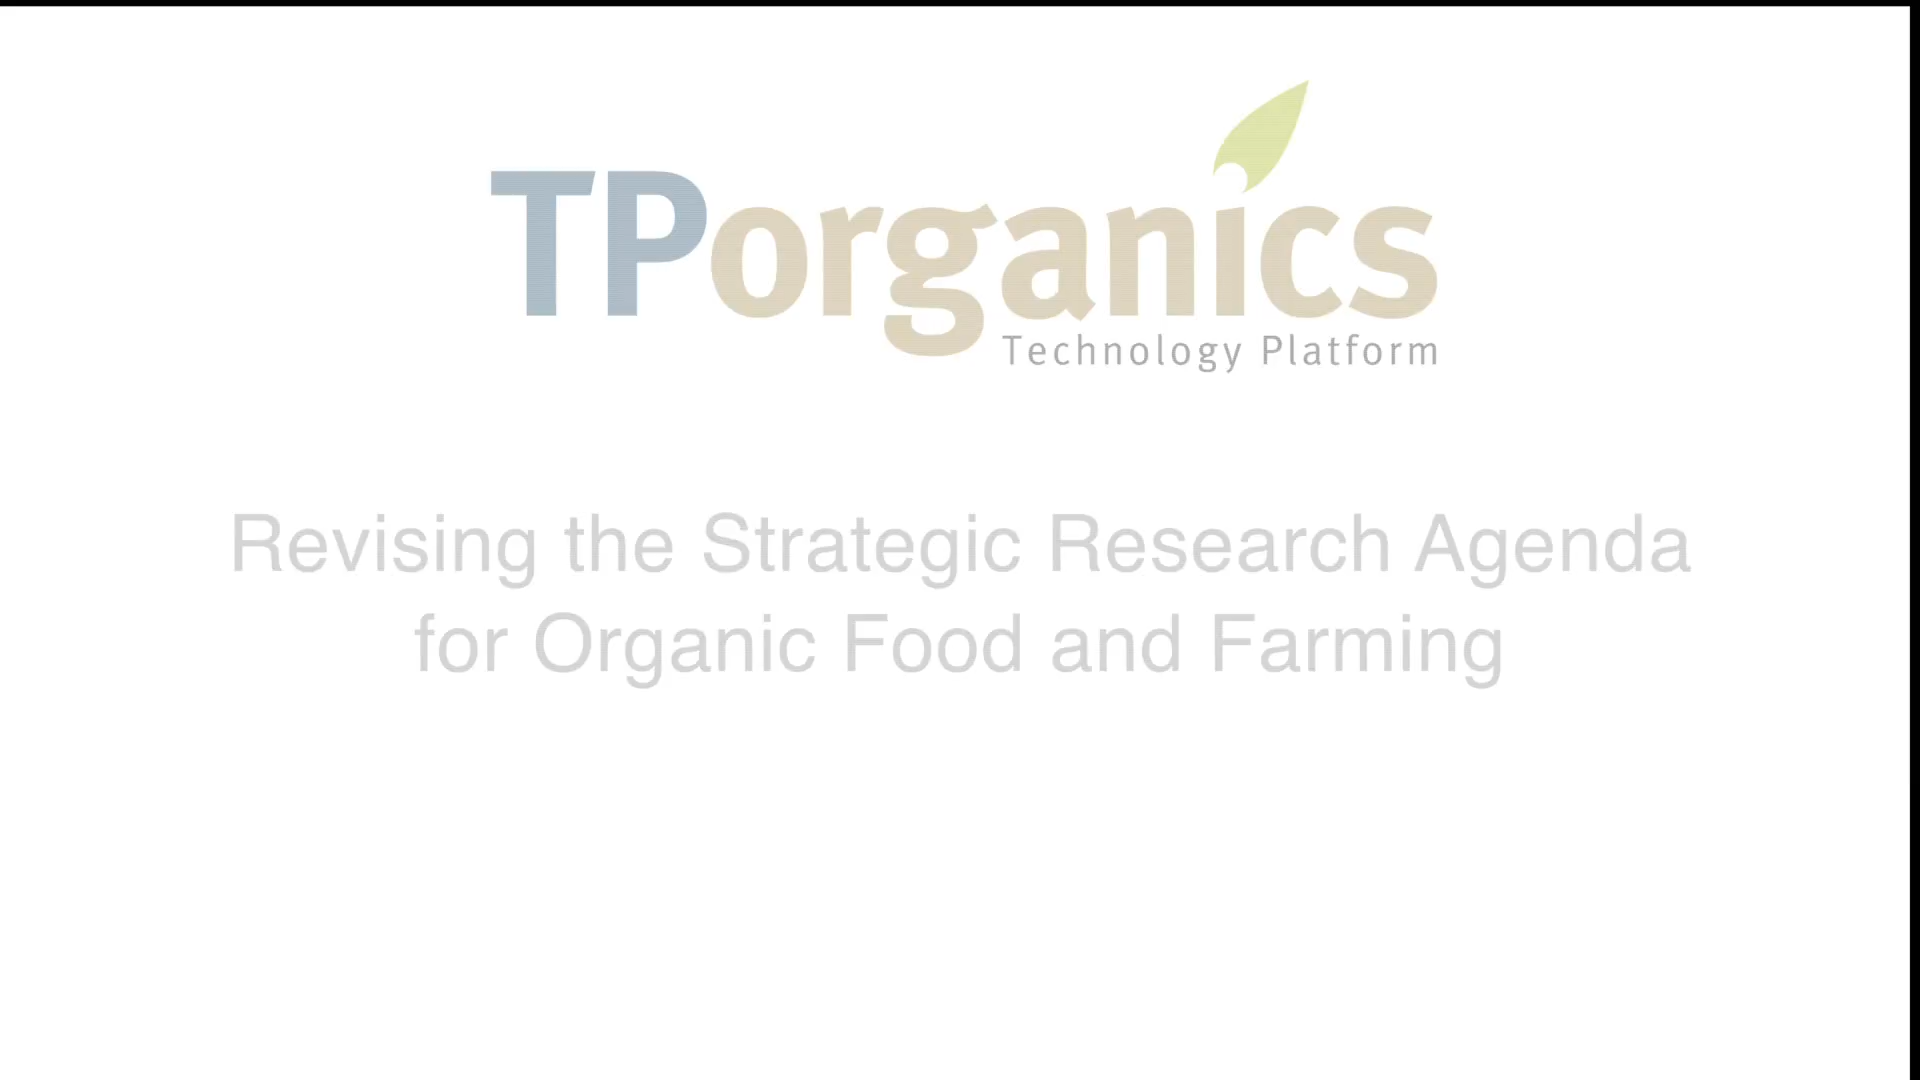 TPorganics
Technology Platform
Revising the Strategic Research Agenda
for Organic Food and Farming